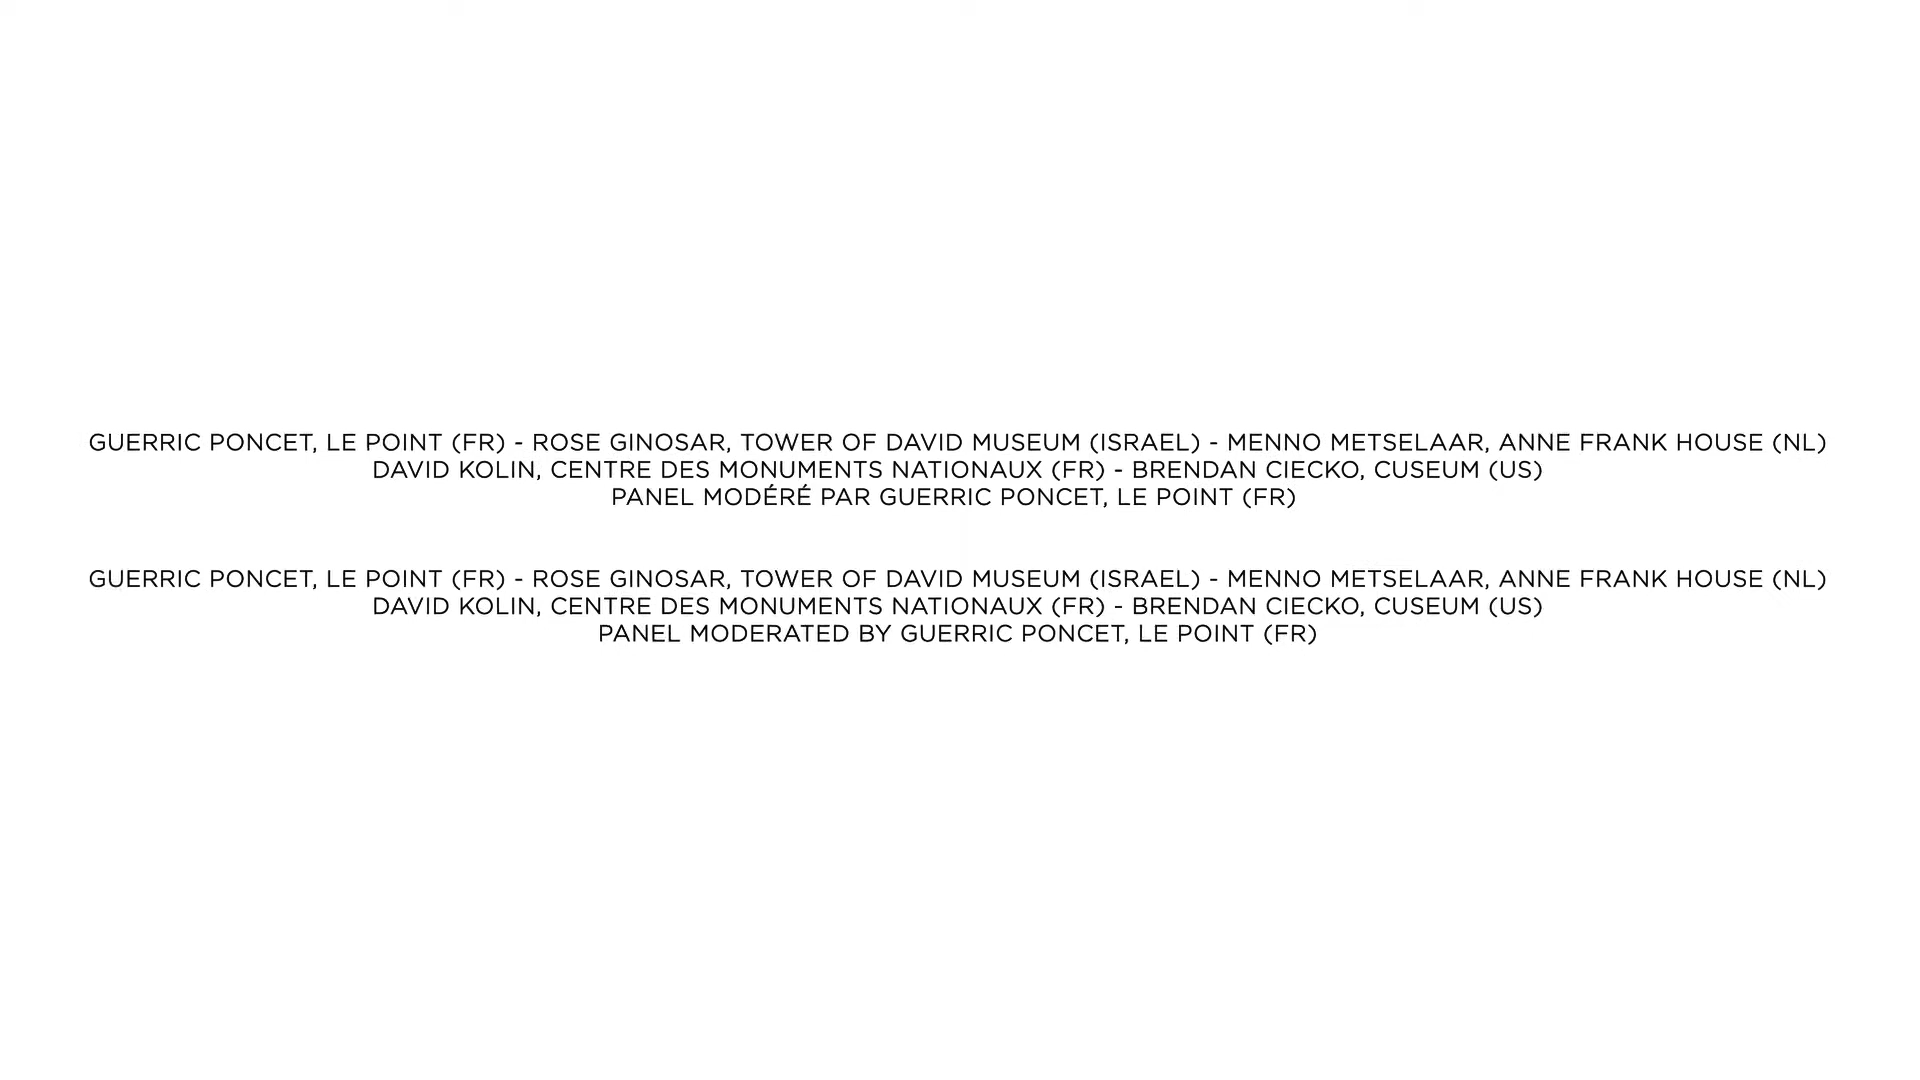 GUERRIC PONCET, LE POINT (FR) - ROSE GINOSAR, TOWER OF DAVID MUSEUM (ISRAEL) - MENNO METSELAAR, ANNE FRANK HOUSE (NL)
DAVID KOLIN, CENTRE DES MONUMENTS NATIONAUX (FR) - BRENDAN CIECKO, CUSEUM (US)
PANEL MODÉRÉ PAR GUERRIC PONCET, LE POINT (FR)
GUERRIC PONCET, LE POINT (FR) - ROSE GINOSAR, TOWER OF DAVID MUSEUM (ISRAEL) - MENNO METSELAAR, ANNE FRANK HOUSE (NL)
DAVID KOLIN, CENTRE DES MONUMENTS NATIONAUX (FR) - BRENDAN CIECKO, CUSEUM (US)
PANEL MODERATED BY GUERRIC PONCET, LE POINT (FR)